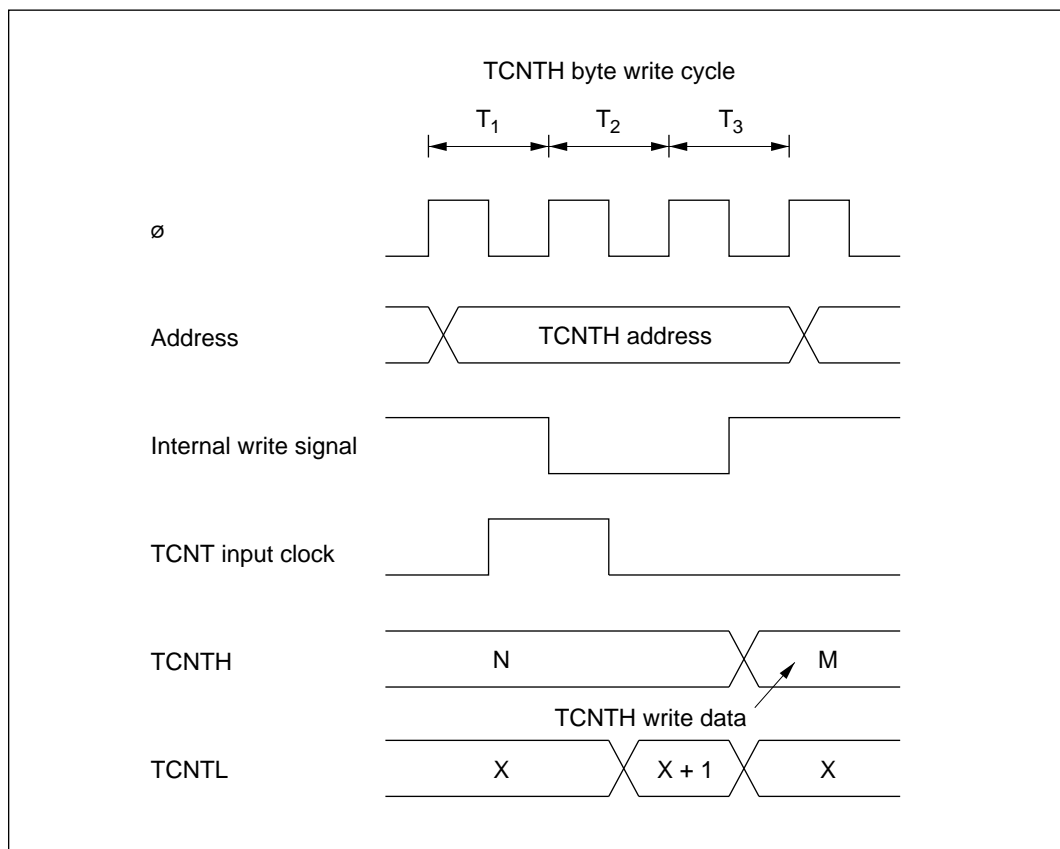 TCNTH byte write cycle
T1 T2 T3
ø
Address TCNTH address
Internal write signal
TCNT input clock
TCNTH N M
TCNTH write data
TCNTL X X + 1 X